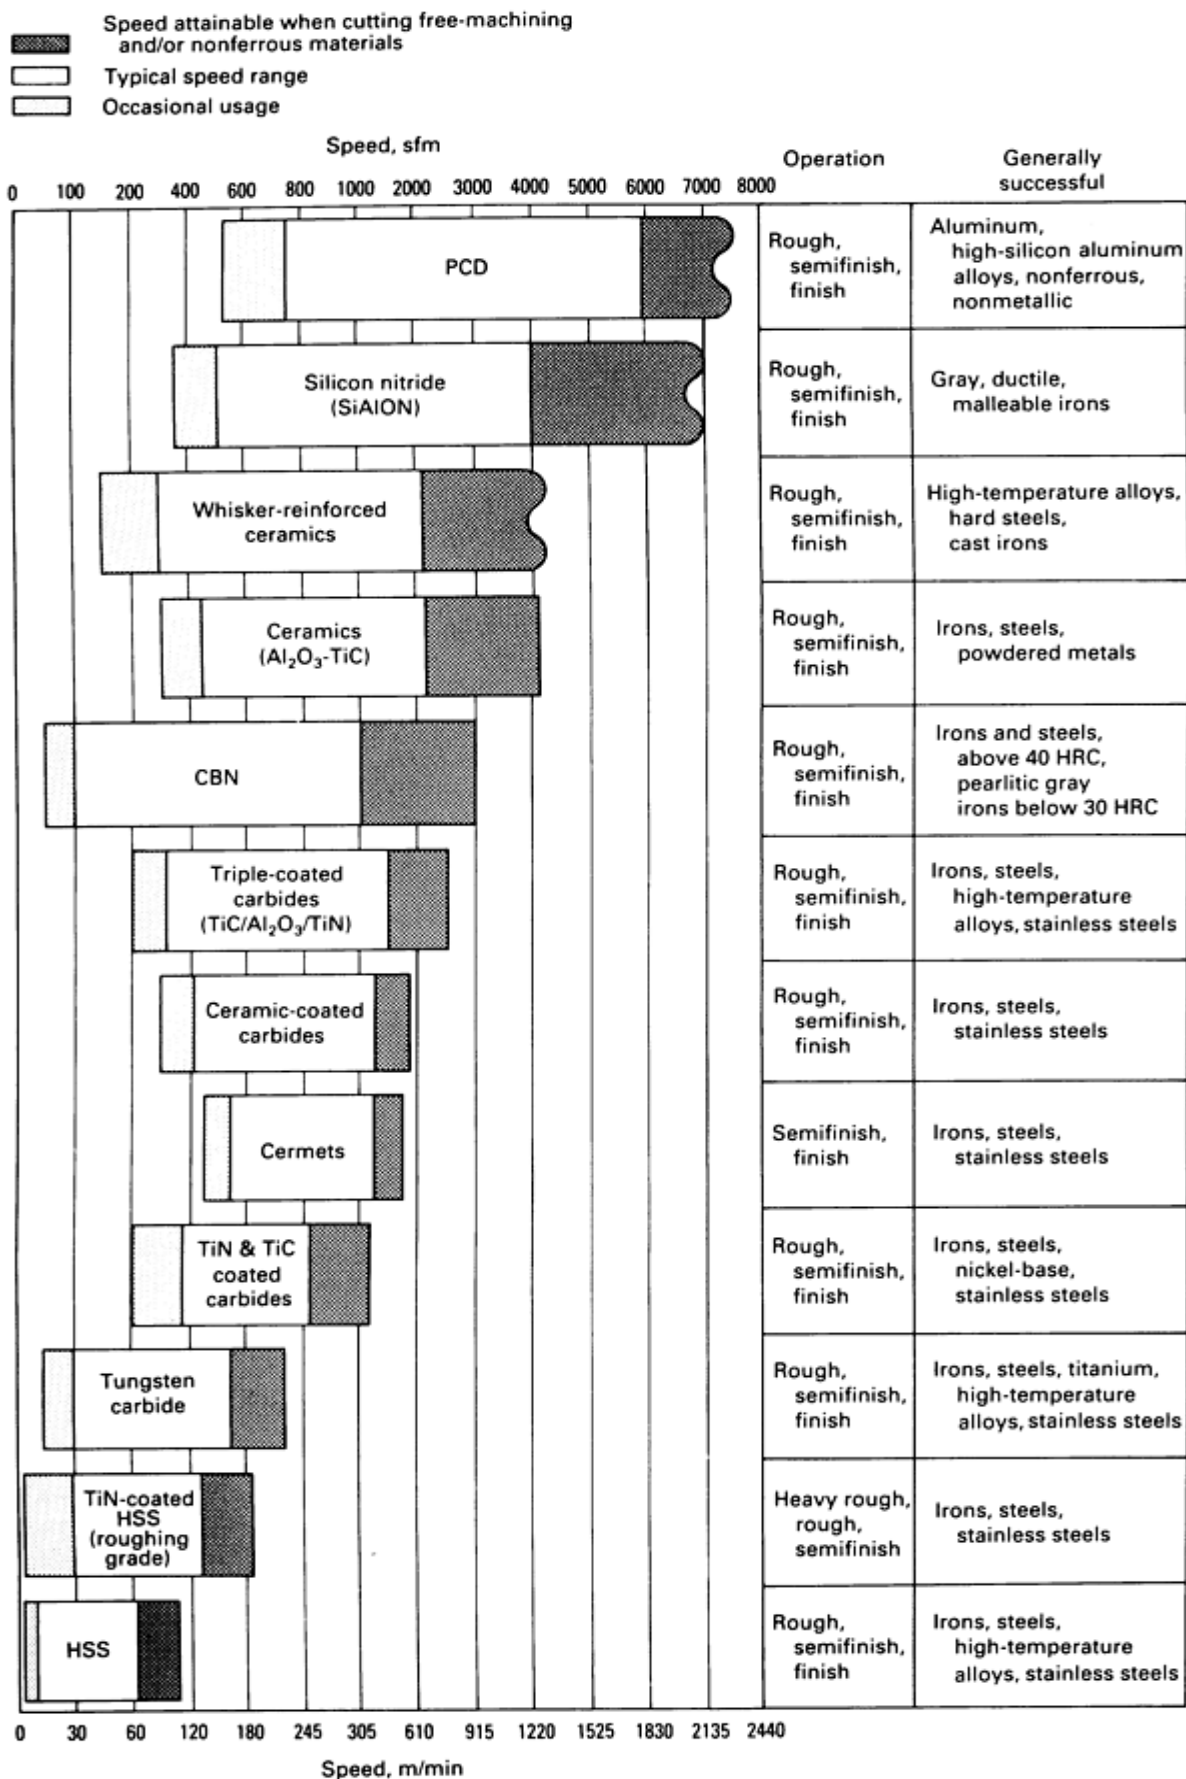 Speed attainable when cutting free-machining
and/or nonferrous materials
Typical speed range
Occasional usage
Speed, sfm
0 100 200 400 600 800 1000 2000 3000 4000 5000 6000 7000 8000
Operation
Generally
successful
PCD
Rough,
semifinish,
finish
Aluminum,
high-silicon aluminum
alloys, nonferrous,
nonmetallic
Silicon nitride
(SiAlON)
Rough,
semifinish,
finish
Gray, ductile,
malleable irons
Whisker-reinforced
ceramics
Rough,
semifinish,
finish
High-temperature alloys,
hard steels,
cast irons
Ceramics
(Al₂O₃-TiC)
Rough,
semifinish,
finish
Irons, steels,
powdered metals
CBN
Rough,
semifinish,
finish
Irons and steels,
above 40 HRC,
pearlitic gray
irons below 30 HRC
Triple-coated
carbides
(TiC/Al₂O₃/TiN)
Rough,
semifinish,
finish
Irons, steels,
high-temperature
alloys, stainless steels
Ceramic-coated
carbides
Rough,
semifinish,
finish
Irons, steels,
stainless steels
Cermets
Semifinish,
finish
Irons, steels,
stainless steels
TiN & TiC
coated
carbides
Rough,
semifinish,
finish
Irons, steels,
nickel-base,
stainless steels
Tungsten
carbide
Rough,
semifinish,
finish
Irons, steels, titanium,
high-temperature
alloys, stainless steels
TiN-coated
HSS
(roughing
grade)
Heavy rough,
rough,
semifinish
Irons, steels,
stainless steels
HSS
Rough,
semifinish,
finish
Irons, steels,
high-temperature
alloys, stainless steels
0 30 60 120 180 245 305 610 915 1220 1525 1830 2135 2440
Speed, m/min